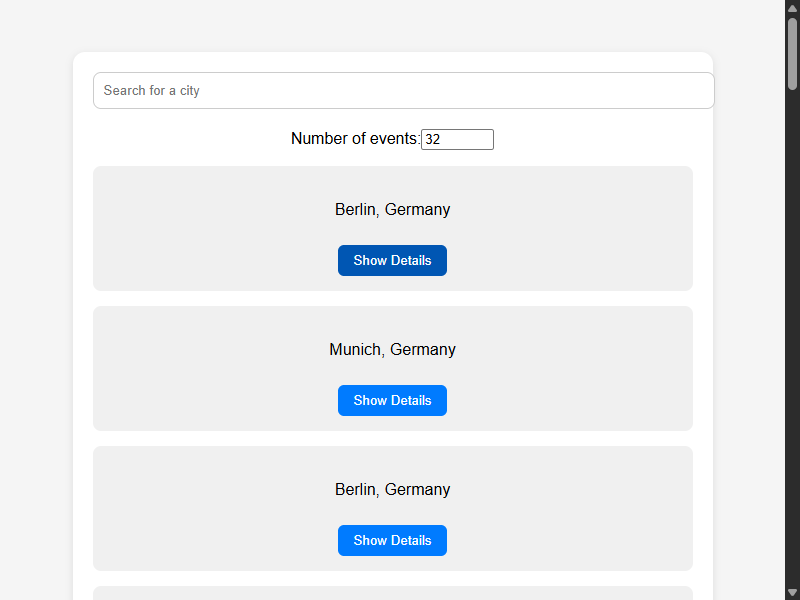 Search for a city
Number of events: 32
Berlin, Germany
Show Details
Munich, Germany
Show Details
Berlin, Germany
Show Details